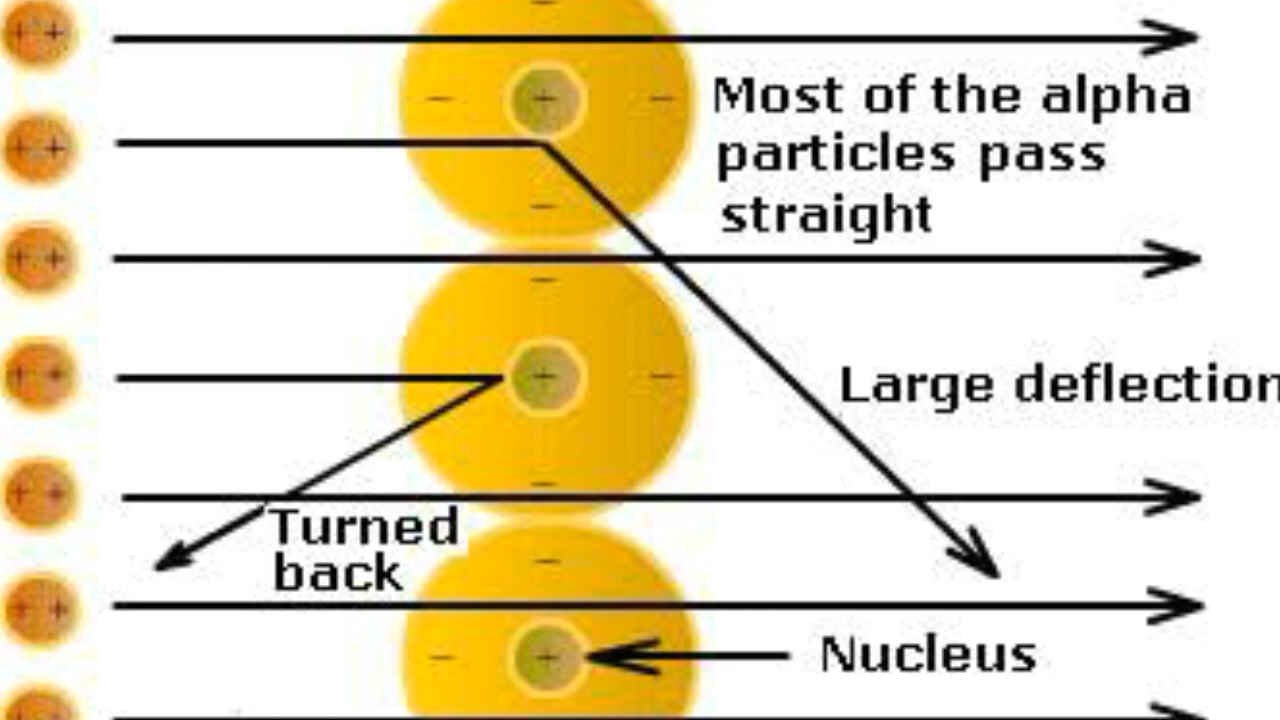 Most of the alpha
particles pass
straight
Large deflection
Turned
back
Nucleus